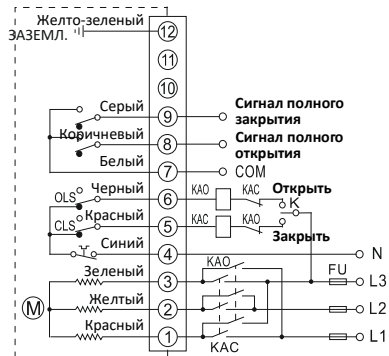 Желто-зеленый
ЗАЗЕМЛ.
12
11
10
Серый 9 Сигнал полного
закрытия
Коричневый 8 Сигнал полного
открытия
Белый 7 COM
OLS Черный 6 KAO KAC Открыть
K
CLS Красный 5 KAC KAO
Закрыть
Синий 4 N
Зеленый 3 KAO FU L3
M Желтый 2 L2
Красный 1 L1
KAC